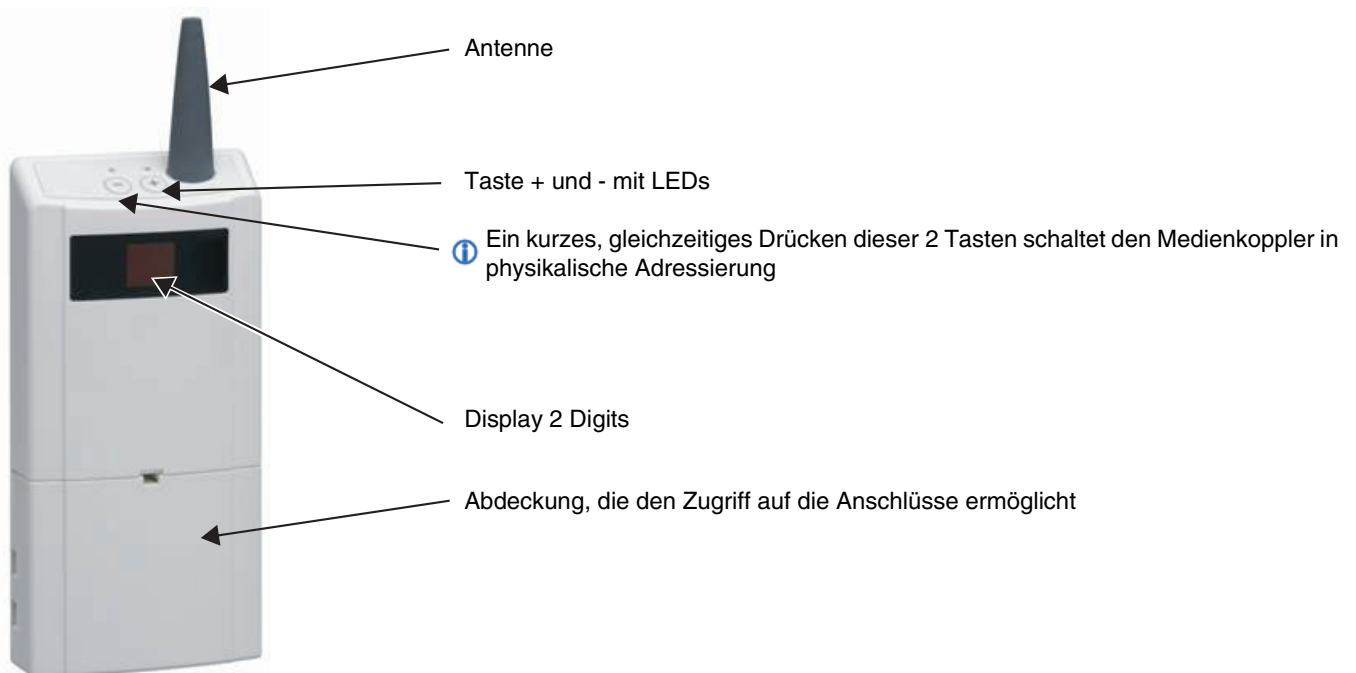 Antenne
Taste + und - mit LEDs
Ein kurzes, gleichzeitiges Drücken dieser 2 Tasten schaltet den Medienkoppler in
physikalische Adressierung
Display 2 Digits
Abdeckung, die den Zugriff auf die Anschlüsse ermöglicht